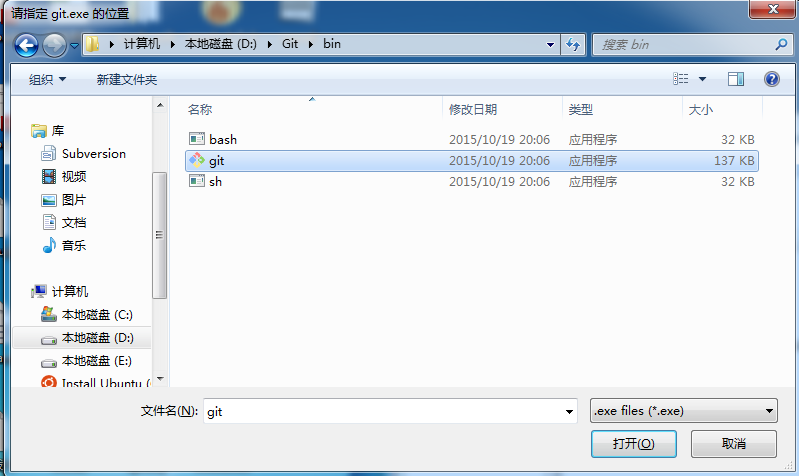 请指定 git.exe 的位置
计算机 本地磁盘 (D:) Git bin
搜索 bin
组织 新建文件夹
名称 修改日期 类型 大小
库
Subversion
视频
图片
文档
音乐
计算机
本地磁盘 (C:)
本地磁盘 (D:)
本地磁盘 (E:)
Install Ubuntu (
bash 2015/10/19 20:06 应用程序 32 KB
git 2015/10/19 20:06 应用程序 137 KB
sh 2015/10/19 20:06 应用程序 32 KB
文件名(N): git .exe files (*.exe)
打开(O) 取消